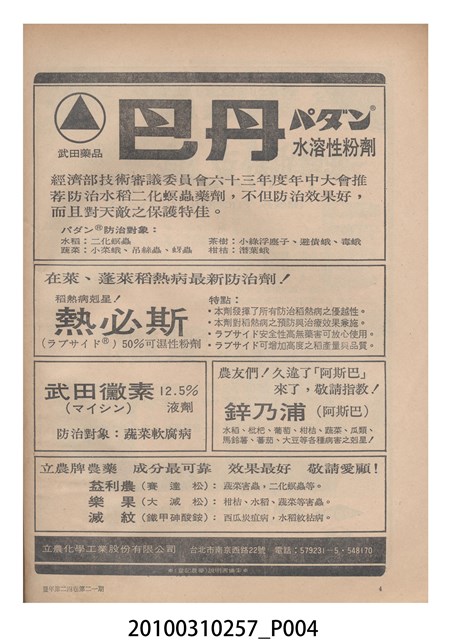 武田藥品
巴丹 パダン®
水溶性粉劑
經濟部技術審議委員會六十三年度年中大會推
荐防治水稻二化螟蟲藥劑，不但防治效果好，
而且對天敵之保護特佳。
パダン®防治對象：
水稻：二化螟蟲
蔬菜：小菜蛾、吊絲蟲、蚜蟲
茶樹：小綠浮塵子、避債蛾、毒蛾
柑桔：潛葉蛾
在萊、蓬萊稻熱病最新防治劑！
稻熱病剋星！
熱必斯
(ラブサイド®) 50%可濕性粉劑
特點：
・本劑發揮了所有防治稻熱病之優越性。
・本劑對稻熱病之預防與治療效果兼施。
・ラブサイド安全性高無藥害可放心使用。
・ラブサイド可增加高度之稻產量與品質。
武田黴素 12.5%
(マイシン) 液劑
防治對象：蔬菜軟腐病
農友們！久違了「阿斯巴」
來了，敬請指教！
鋅乃浦 (阿斯巴)
水稻、枇杷、葡萄、柑桔、蔬菜、瓜類、
馬鈴薯、蕃茄、大豆等各種病害之剋星！
立農牌農藥 成分最可靠 效果最好 敬請愛顧！
益利農 (賽達松)：蔬菜害蟲，二化螟蟲等。
樂果 (大滅松)：柑桔、水稻、蔬菜等害蟲。
滅紋 (鐵甲砷酸銨)：西瓜炭疽病，水稻紋枯病。
立農化學工業股份有限公司 台北市南京西路22號 電話：579231－5・548170
豐年第二四卷第二一期
4
20100310257_P004